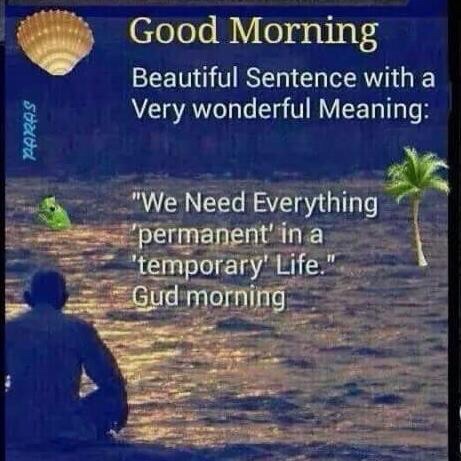 Good Morning
Beautiful Sentence with a
Very wonderful Meaning:
PARAS
"We Need Everything
'permanent' in a
'temporary' Life."
Gud morning